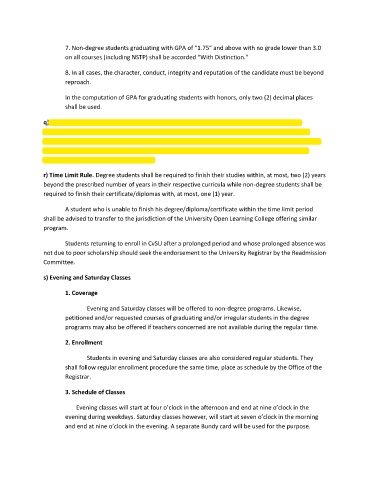 7. Non-degree students graduating with GPA of "1.75" and above with no grade lower than 3.0
on all courses (including NSTP) shall be accorded "With Distinction."
8. In all cases, the character, conduct, integrity and reputation of the candidate must be beyond
reproach.
In the computation of GPA for graduating students with honors, only two (2) decimal places
shall be used.
q)
r) Time Limit Rule. Degree students shall be required to finish their studies within, at most, two (2) years
beyond the prescribed number of years in their respective curricula while non-degree students shall be
required to finish their certificate/diplomas with, at most, one (1) year.
A student who is unable to finish his degree/diploma/certificate within the time limit period
shall be advised to transfer to the jurisdiction of the University Open Learning College offering similar
program.
Students returning to enroll in CvSU after a prolonged period and whose prolonged absence was
not due to poor scholarship should seek the endorsement to the University Registrar by the Readmission
Committee.
s) Evening and Saturday Classes
1. Coverage
Evening and Saturday classes will be offered to non-degree programs. Likewise,
petitioned and/or requested courses of graduating and/or irregular students in the degree
programs may also be offered if teachers concerned are not available during the regular time.
2. Enrollment
Students in evening and Saturday classes are also considered regular students. They
shall follow regular enrollment procedure the same time, place as schedule by the Office of the
Registrar.
3. Schedule of Classes
Evening classes will start at four o'clock in the afternoon and end at nine o'clock in the
evening during weekdays. Saturday classes however, will start at seven o'clock in the morning
and end at nine o'clock in the evening. A separate Bundy card will be used for the purpose.